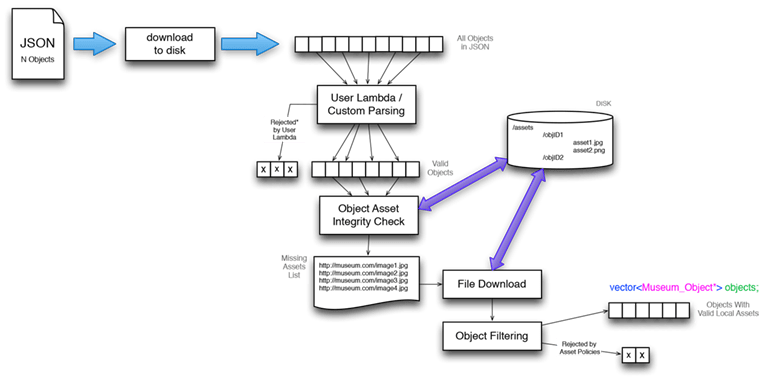 JSON
N Objects
download
to disk
All Objects
in JSON
User Lambda /
Custom Parsing
Rejected*
by User
Lambda
x x x
Valid
Objects
DISK
/assets
/objID1
asset1.jpg
asset2.png
/objID2
Object Asset
Integrity Check
Missing
Assets
List
http://museum.com/image1.jpg
http://museum.com/image2.jpg
http://museum.com/image3.jpg
http://museum.com/image4.jpg
File Download
vector<Museum_Object*> objects;
Objects With
Valid Local Assets
Object Filtering
Rejected by
Asset Policies
x x